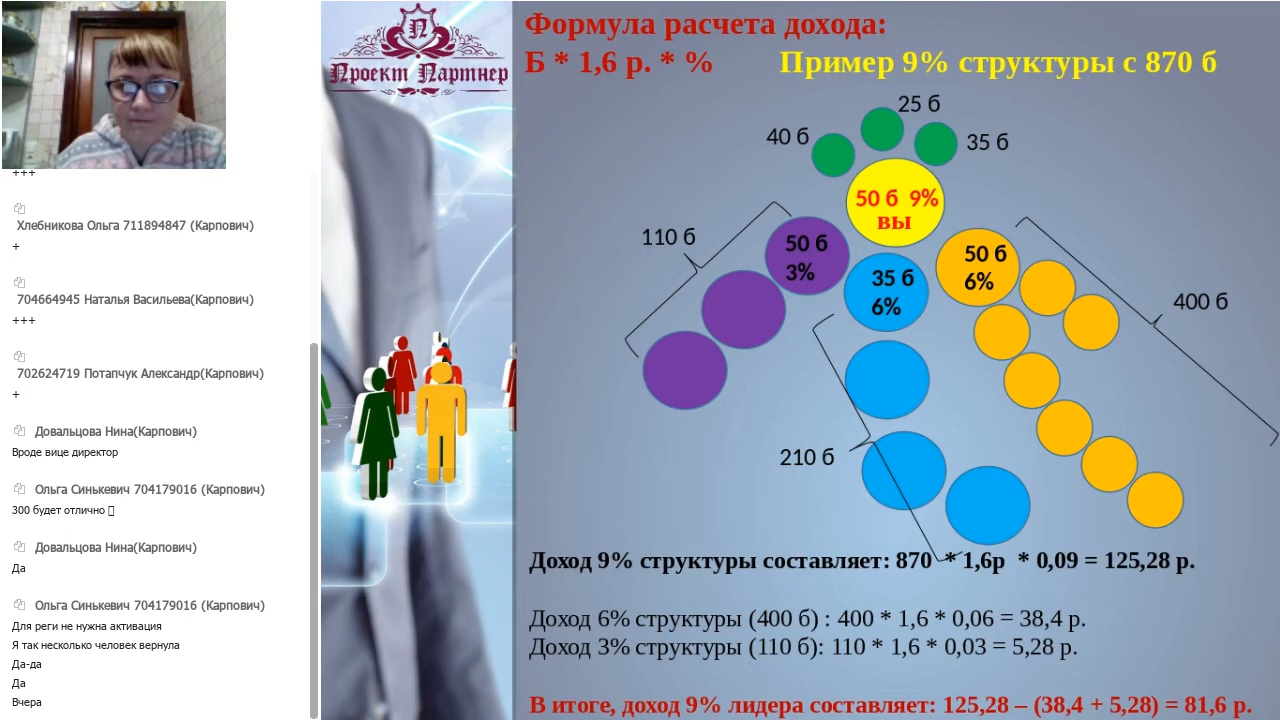 +++
Хлебникова Ольга 711894847 (Карпович)
+
704664945 Наталья Васильева(Карпович)
+++
702624719 Потапчук Александр(Карпович)
+
Довальцова Нина(Карпович)
Вроде вице директор
Ольга Синькевич 704179016 (Карпович)
300 будет отлично
Довальцова Нина(Карпович)
Да
Ольга Синькевич 704179016 (Карпович)
Для реги не нужна активация
Я так несколько человек вернула
Да-да
Да
Вчера
П
Проект Партнер
Формула расчета дохода:
Б * 1,6 р. * % Пример 9% структуры с 870 б
25 б
40 б
35 б
50 б 9%
вы
110 б
50 б
3%
35 б
6%
50 б
6%
400 б
210 б
Доход 9% структуры составляет: 870 * 1,6р * 0,09 = 125,28 р.
Доход 6% структуры (400 б) : 400 * 1,6 * 0,06 = 38,4 р.
Доход 3% структуры (110 б): 110 * 1,6 * 0,03 = 5,28 р.
В итоге, доход 9% лидера составляет: 125,28 – (38,4 + 5,28) = 81,6 р.